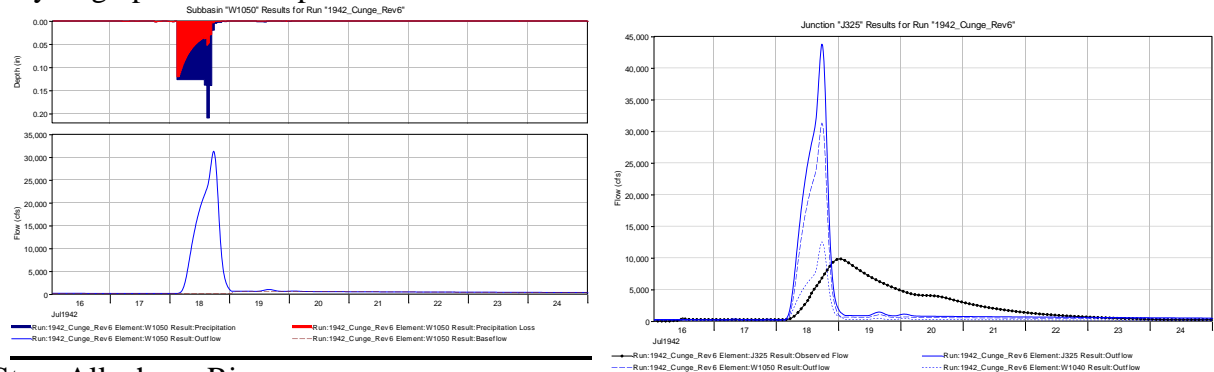 Subbasin "W1050" Results for Run "1942_Cunge_Rev6"
0.00
0.05
0.10
0.15
0.20
Depth (in)
35,000
30,000
25,000
20,000
15,000
10,000
5,000
0
Flow (cfs)
16 17 18 19 20 21 22 23 24
Jul1942
Run:1942_Cunge_Rev6 Element:W1050 Result:Precipitation
Run:1942_Cunge_Rev6 Element:W1050 Result:Precipitation Loss
Run:1942_Cunge_Rev6 Element:W1050 Result:Outflow
Run:1942_Cunge_Rev6 Element:W1050 Result:Baseflow
Junction "J325" Results for Run "1942_Cunge_Rev6"
45,000
40,000
35,000
30,000
25,000
20,000
15,000
10,000
5,000
0
Flow (cfs)
16 17 18 19 20 21 22 23 24
Jul1942
Run:1942_Cunge_Rev6 Element:J325 Result:Observed Flow
Run:1942_Cunge_Rev6 Element:J325 Result:Outflow
Run:1942_Cunge_Rev6 Element:W1050 Result:Outflow
Run:1942_Cunge_Rev6 Element:W1040 Result:Outflow